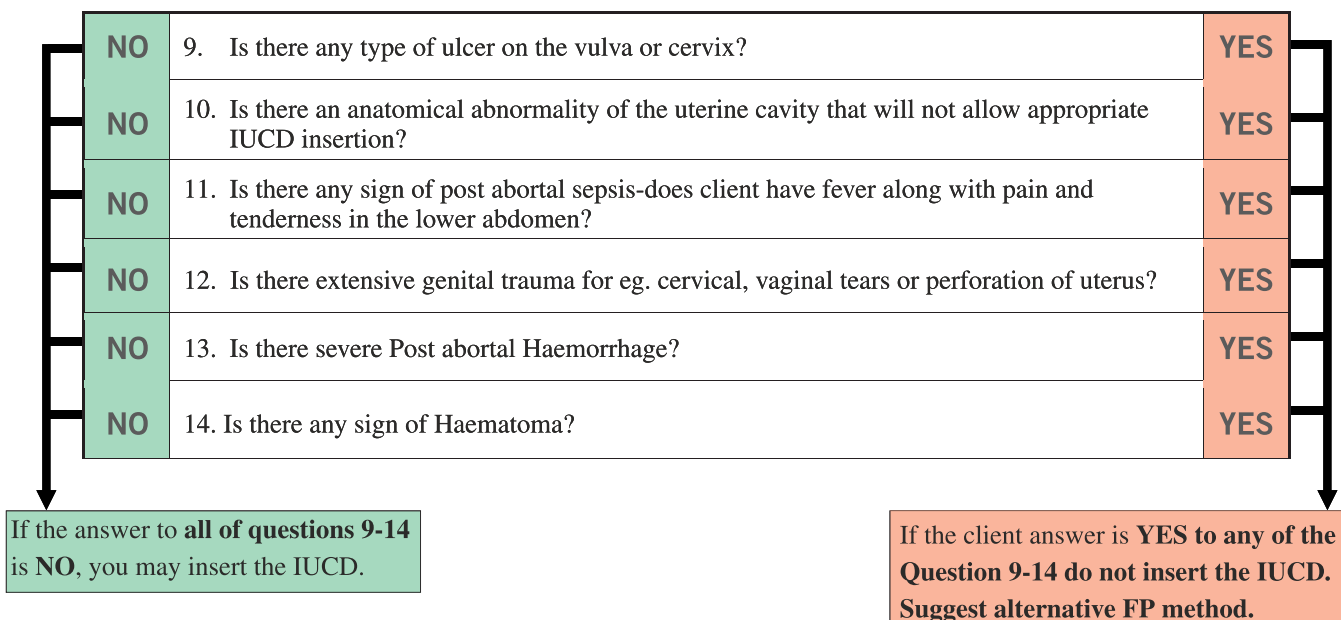 NO 9. Is there any type of ulcer on the vulva or cervix? YES
NO 10. Is there an anatomical abnormality of the uterine cavity that will not allow appropriate YES
IUCD insertion?
NO 11. Is there any sign of post abortal sepsis-does client have fever along with pain and YES
tenderness in the lower abdomen?
NO 12. Is there extensive genital trauma for eg. cervical, vaginal tears or perforation of uterus? YES
NO 13. Is there severe Post abortal Haemorrhage? YES
NO 14. Is there any sign of Haematoma? YES
If the answer to all of questions 9-14
is NO, you may insert the IUCD.
If the client answer is YES to any of the
Question 9-14 do not insert the IUCD.
Suggest alternative FP method.